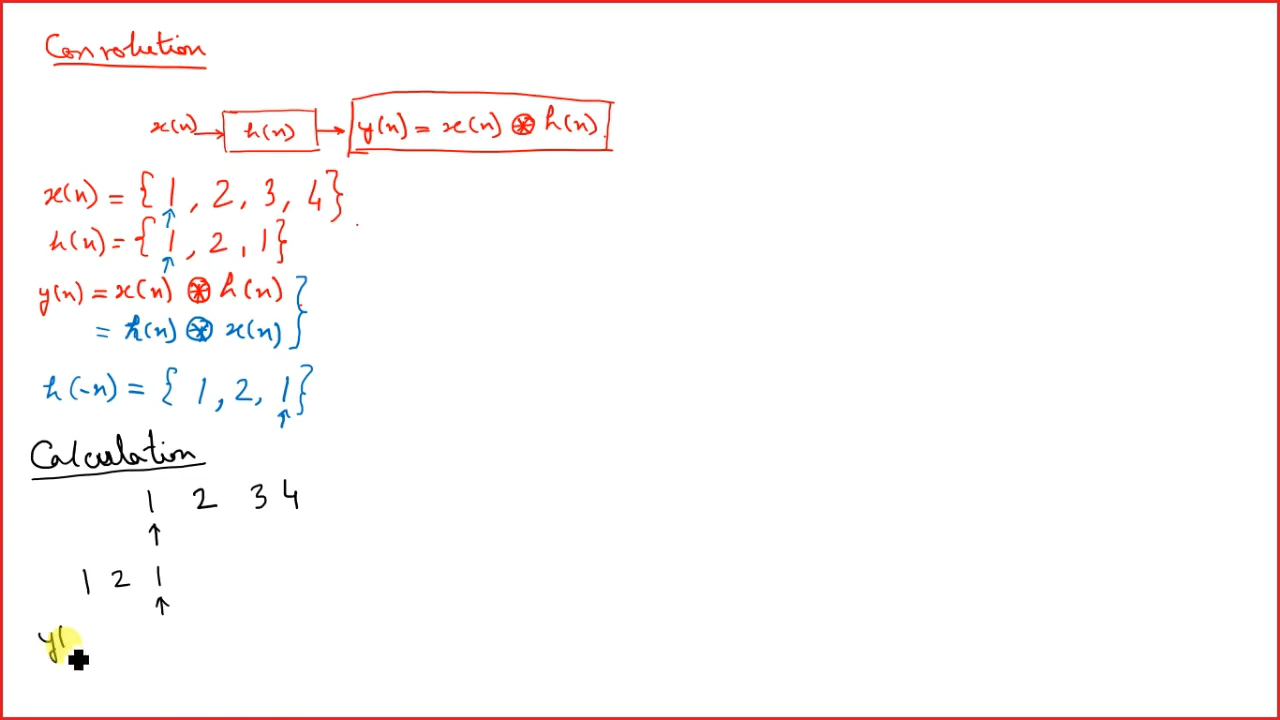 Convolution
x(n) → h(n) → y(n) = x(n) ⊛ h(n)
x(n) = { 1 , 2 , 3 , 4 }
↑
h(n) = { 1 , 2 , 1 }
↑
y(n) = x(n) ⊛ h(n)
= h(n) ⊛ x(n)
h(-n) = { 1 , 2 , 1 }
↑
Calculation
1 2 3 4
↑
1 2 1
↑
y(